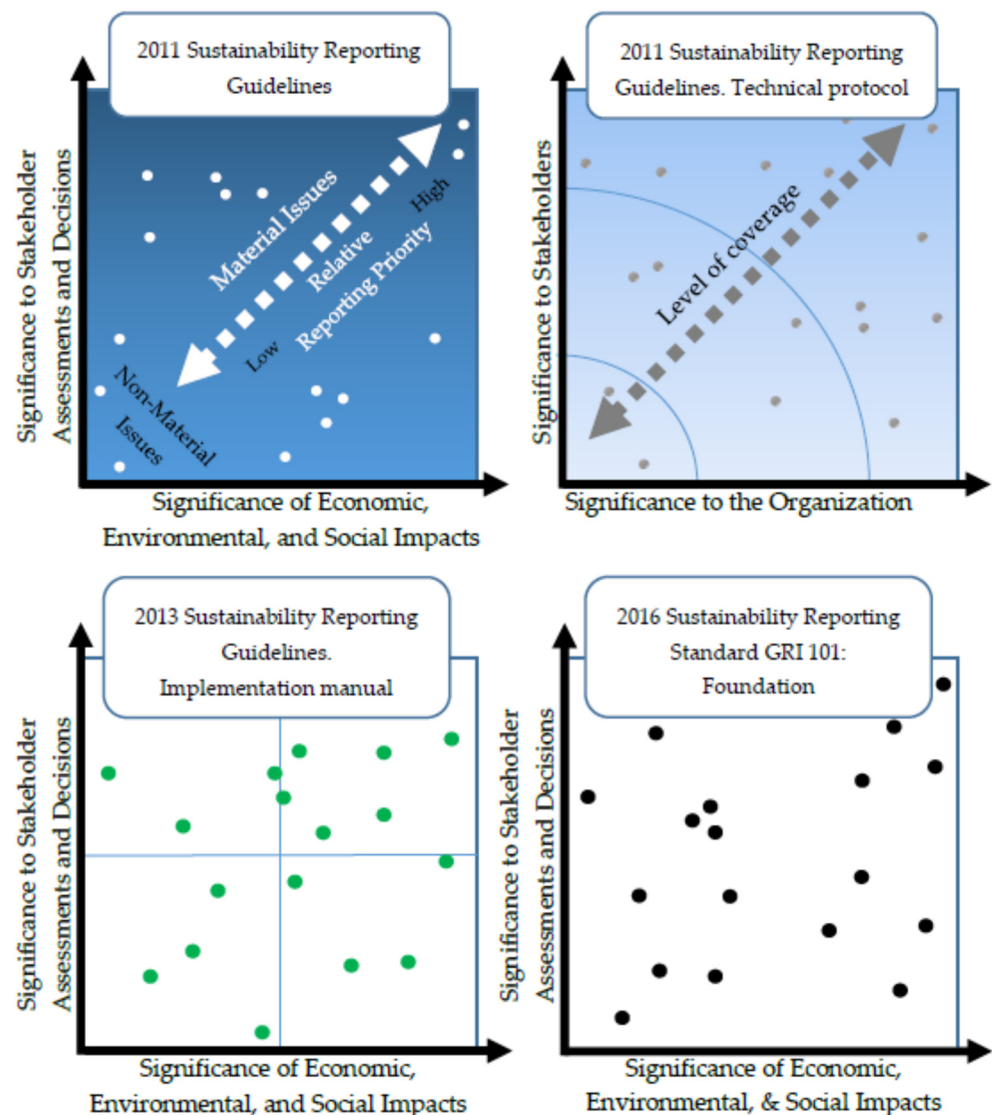 2011 Sustainability Reporting
Guidelines
Significance to Stakeholder
Assessments and Decisions
Material Issues
Relative
Reporting Priority
High
Low
Non-Material
Issues
Significance of Economic,
Environmental, and Social Impacts
2011 Sustainability Reporting
Guidelines. Technical protocol
Significance to Stakeholders
Level of coverage
Significance to the Organization
2013 Sustainability Reporting
Guidelines.
Implementation manual
Significance to Stakeholder
Assessments and Decisions
Significance of Economic,
Environmental, and Social Impacts
2016 Sustainability Reporting
Standard GRI 101:
Foundation
Significance to Stakeholder
Assessments and Decisions
Significance of Economic,
Environmental, & Social Impacts